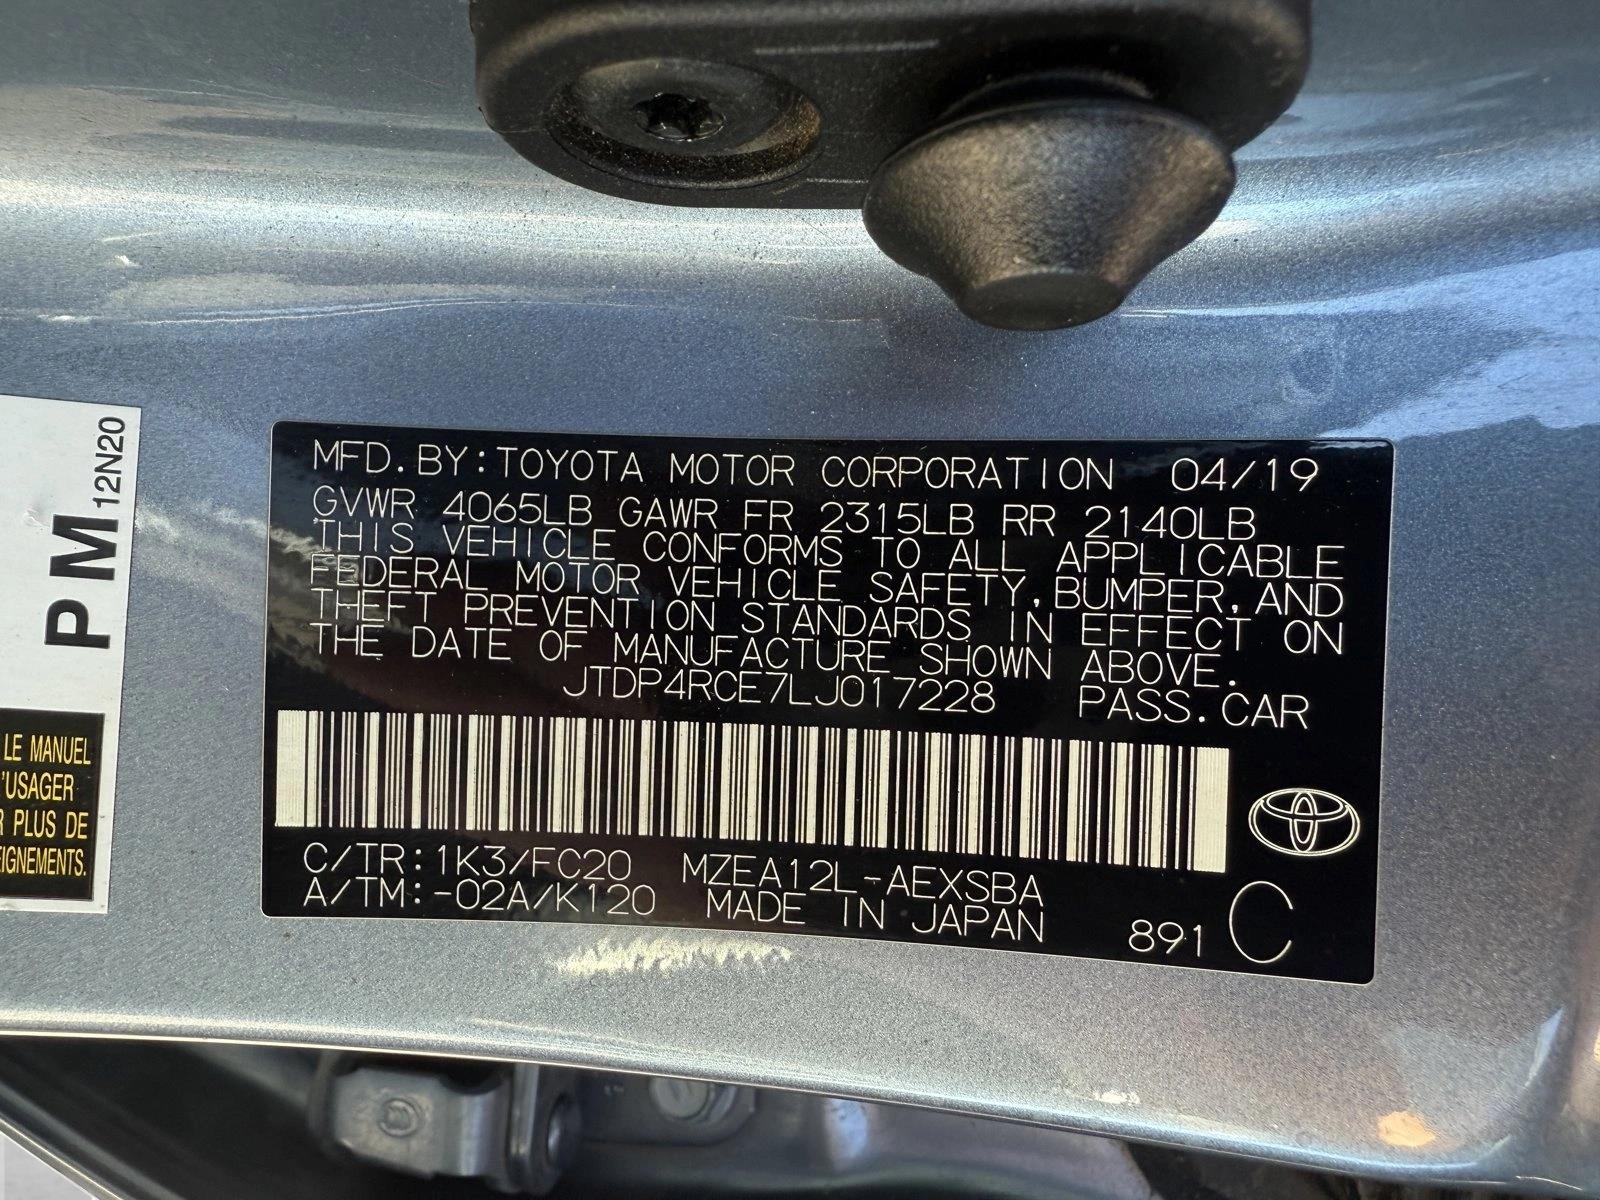 MFD. BY: TOYOTA MOTOR CORPORATION 04/19
GVWR 4065LB GAWR FR 2315LB RR 2140LB
THIS VEHICLE CONFORMS TO ALL APPLICABLE
FEDERAL MOTOR VEHICLE SAFETY, BUMPER, AND
THEFT PREVENTION STANDARDS IN EFFECT ON
THE DATE OF MANUFACTURE SHOWN ABOVE.
JTDP4RCE7LJ017228 PASS. CAR
C/TR: 1K3/FC20 MZEA12L-AEXSBA
A/TM: -02A/K120 MADE IN JAPAN 891 C
PM 12N20
LE MANUEL
'USAGER
R PLUS DE
EIGNEMENTS.